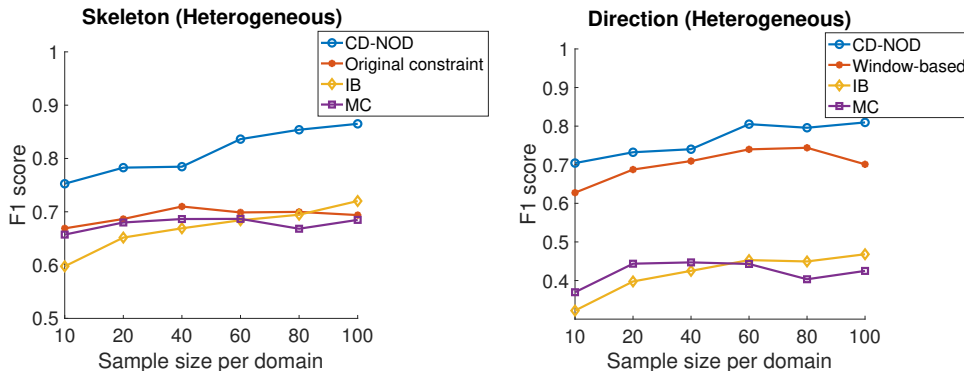 Skeleton (Heterogeneous)
1
0.9
0.8
0.7
0.6
0.5
F1 score
10 20 40 60 80 100
Sample size per domain
CD-NOD
Original constraint
IB
MC
Direction (Heterogeneous)
1
0.9
0.8
0.7
0.6
0.5
0.4
F1 score
10 20 40 60 80 100
Sample size per domain
CD-NOD
Window-based
IB
MC